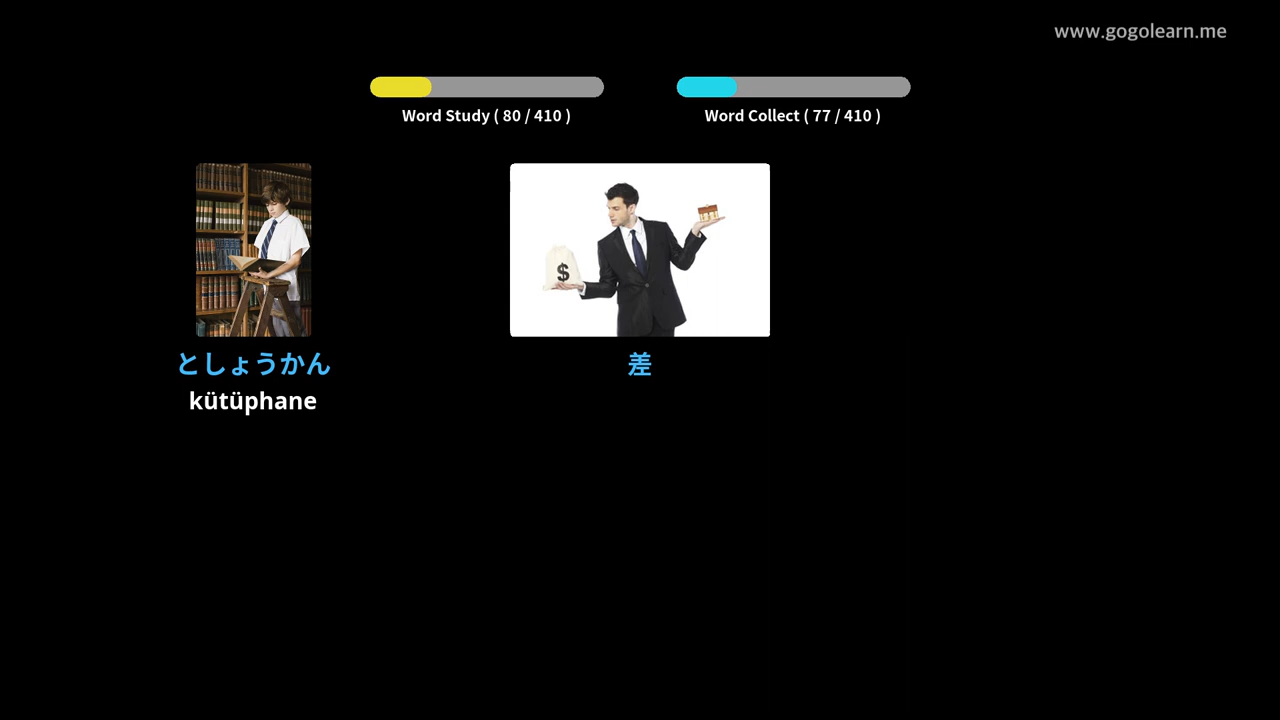 www.gogolearn.me
Word Study ( 80 / 410 )
Word Collect ( 77 / 410 )
$
としょうかん
kütüphane
差